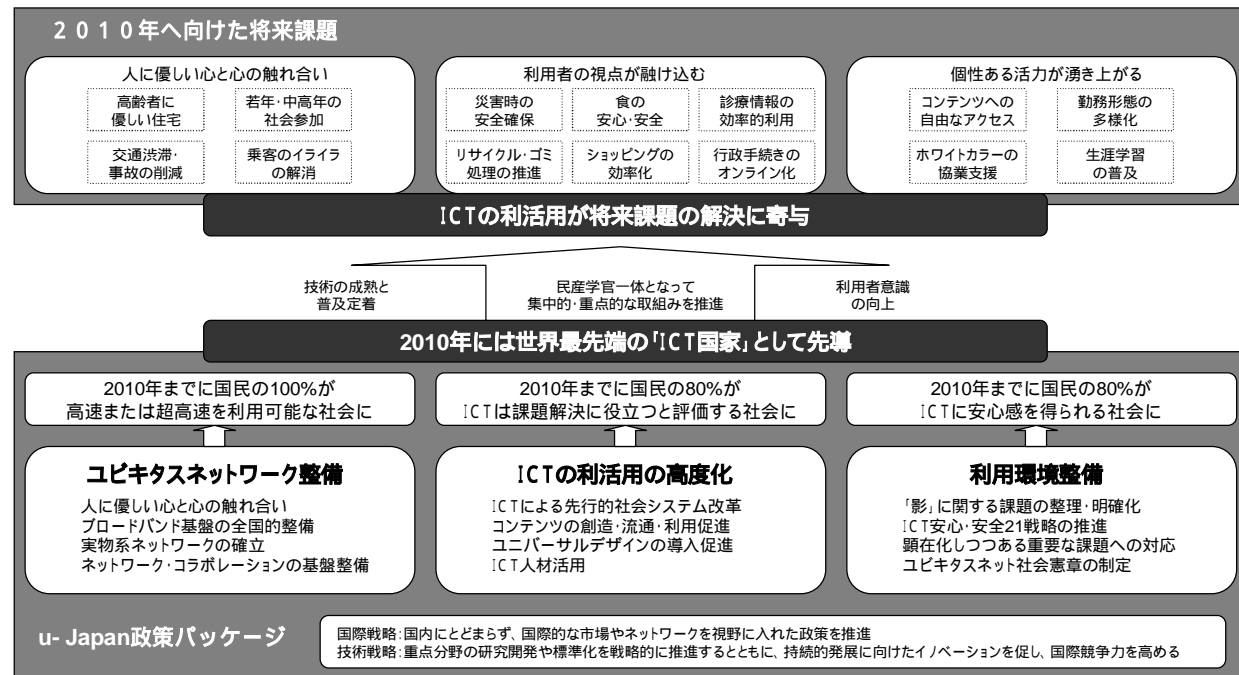 2010年へ向けた将来課題
人に優しい心と心の触れ合い
高齢者に
優しい住宅
若年・中高年の
社会参加
交通渋滞・
事故の削減
乗客のイライラ
の解消
利用者の視点が融け込む
災害時の
安全確保
食の
安心・安全
診療情報の
効率的利用
リサイクル・ゴミ
処理の推進
ショッピングの
効率化
行政手続きの
オンライン化
個性ある活力が湧き上がる
コンテンツへの
自由なアクセス
勤務形態の
多様化
ホワイトカラーの
協業支援
生涯学習
の普及
ICTの利活用が将来課題の解決に寄与
技術の成熟と
普及定着
民産学官一体となって
集中的・重点的な取組みを推進
利用者意識
の向上
2010年には世界最先端の「ICT国家」として先導
2010年までに国民の100%が
高速または超高速を利用可能な社会に
2010年までに国民の80%が
ICTは課題解決に役立つと評価する社会に
2010年までに国民の80%が
ICTに安心感を得られる社会に
ユビキタスネットワーク整備
人に優しい心と心の触れ合い
ブロードバンド基盤の全国的整備
実物系ネットワークの確立
ネットワーク・コラボレーションの基盤整備
ICTの利活用の高度化
ICTによる先行的社会システム改革
コンテンツの創造・流通・利用促進
ユニバーサルデザインの導入促進
ICT人材活用
利用環境整備
「影」に関する課題の整理・明確化
ICT安心・安全21戦略の推進
顕在化しつつある重要な課題への対応
ユビキタスネット社会憲章の制定
u- Japan政策パッケージ
国際戦略：国内にとどまらず、国際的な市場やネットワークを視野に入れた政策を推進
技術戦略：重点分野の研究開発や標準化を戦略的に推進するとともに、持続的発展に向けたイノベーションを促し、国際競争力を高める